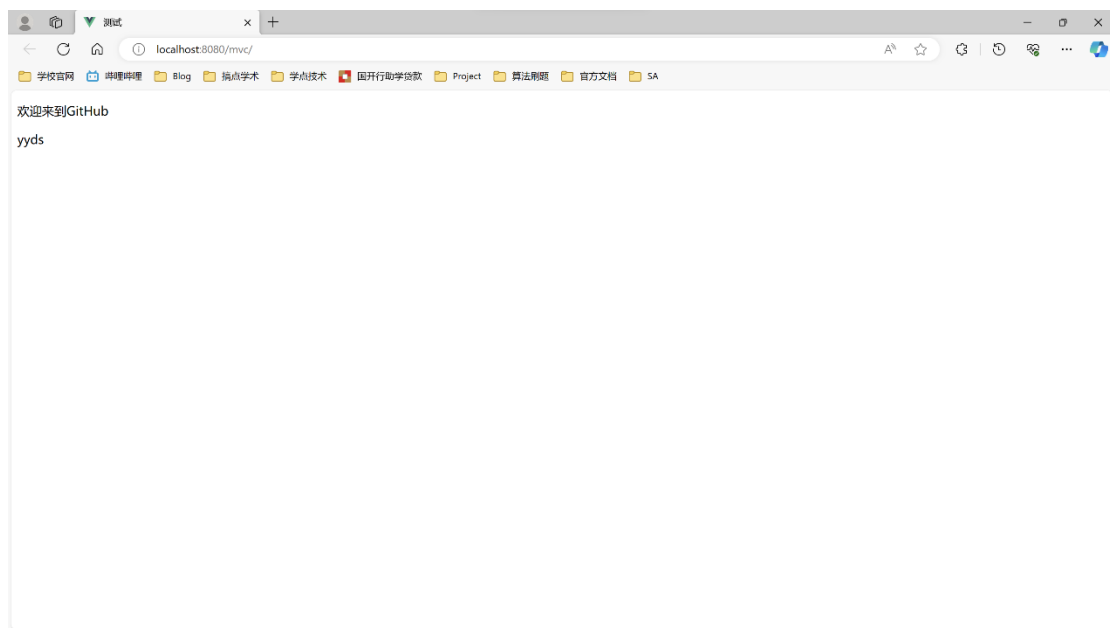 测试
localhost:8080/mvc/
学校官网 哔哩哔哩 Blog 搞点学术 学点技术 国开行助学贷款 Project 算法刷题 官方文档 SA
欢迎来到GitHub
yyds